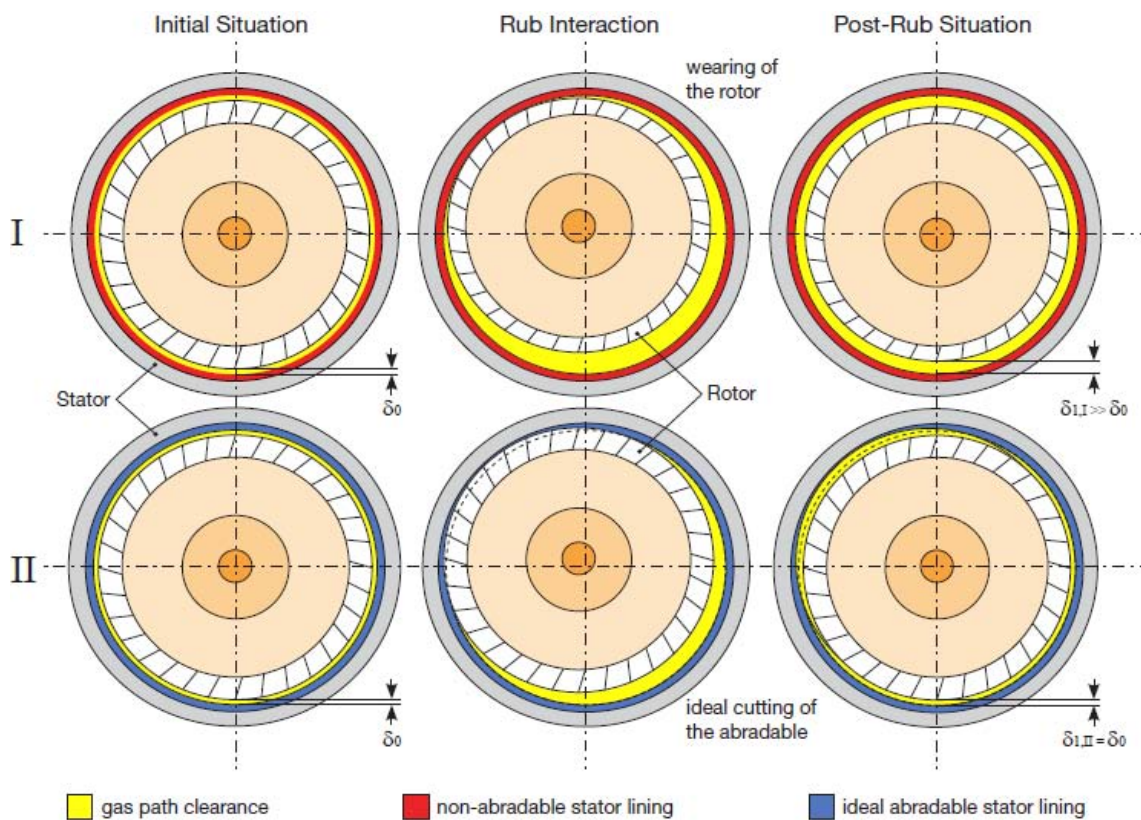 Initial Situation
Rub Interaction
Post-Rub Situation
wearing of
the rotor
I
Stator
δ₀
Rotor
δ₁,I >> δ₀
II
δ₀
ideal cutting of
the abradable
δ₁,II = δ₀
gas path clearance
non-abradable stator lining
ideal abradable stator lining